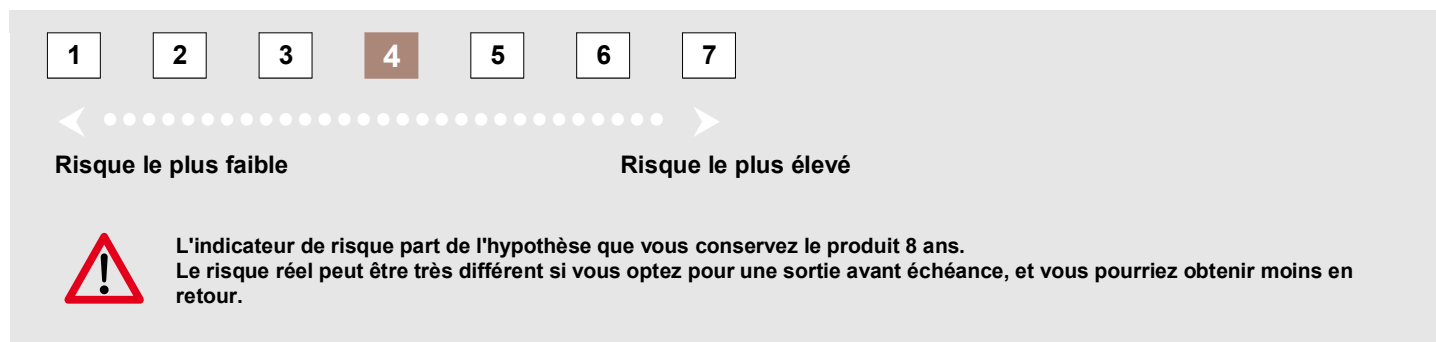 1 2 3 4 5 6 7
Risque le plus faible Risque le plus élevé
L'indicateur de risque part de l'hypothèse que vous conservez le produit 8 ans.
Le risque réel peut être très différent si vous optez pour une sortie avant échéance, et vous pourriez obtenir moins en
retour.